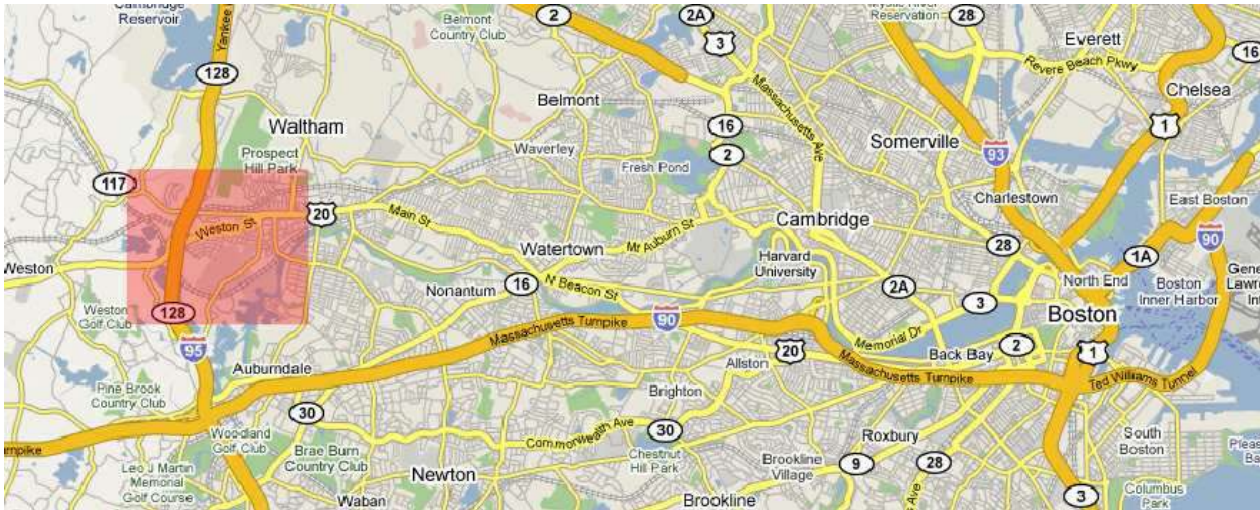 Cambridge
Reservoir
Belmont
Country Club
2
2A
3
28
Reservation
Everett
16
Revere Beach Pkwy
Chelsea
Yankee
128
Belmont
Massachusetts Ave
16
1
Waltham
Waverley
Fresh Pond
2
Somerville
93
Prospect
Hill Park
117
Charlestown
East Boston
20
Main St
Cambridge
Weston St
Watertown
Mt Auburn St
90
28
1A
Weston
Harvard
University
North End
Boston
Inner Harbor
16
N Beacon St
2A
3
Nonantum
Weston
Golf Club
128
90
Boston
Massachusetts Turnpike
Memorial Dr
95
20
Back Bay
2
1
Auburndale
Allston
Massachusetts Turnpike
Ted Williams Tunnel
Pine Brook
Country Club
Brighton
30
Commonwealth Ave
30
Roxbury
South
Boston
Woodland
Golf Club
Brae Burn
Country Club
Chestnut
Hill Park
Brookline
Village
9
28
Leo J Martin
Memorial
Golf Course
Newton
Waban
Brookline
3
Columbus
Park